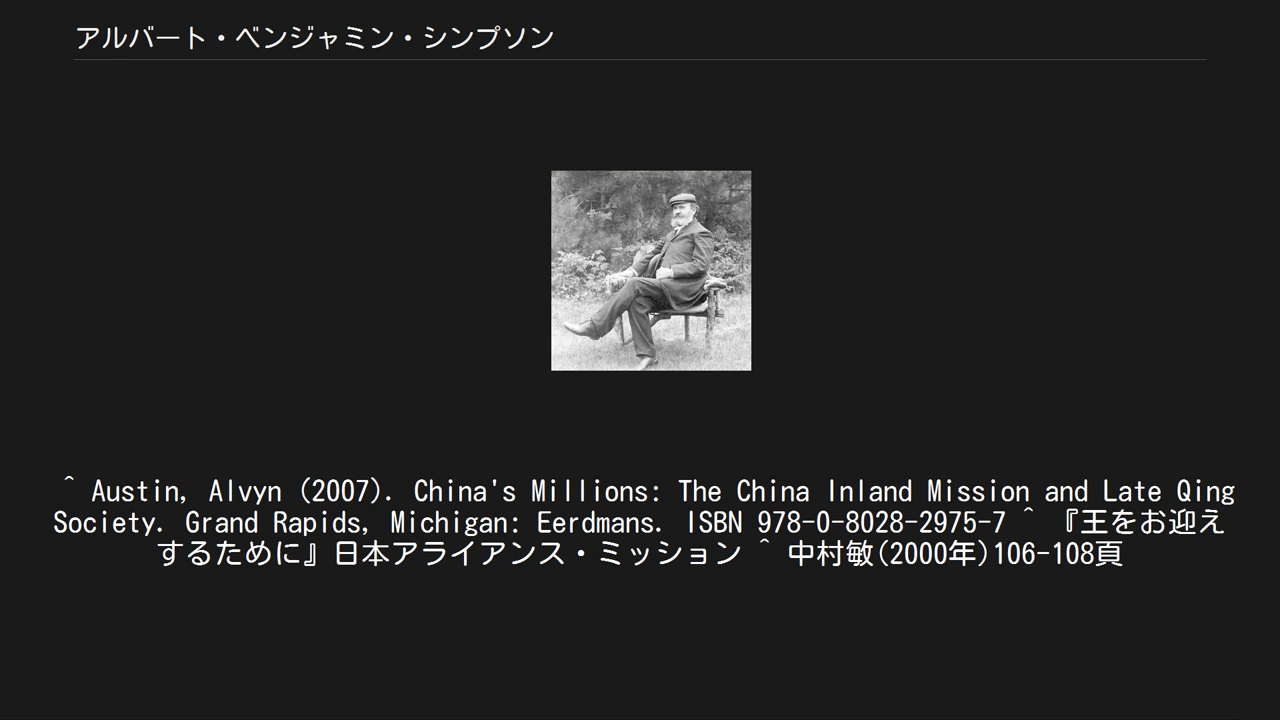 アルバート・ベンジャミン・シンプソン
^ Austin, Alvyn (2007). China's Millions: The China Inland Mission and Late Qing
Society. Grand Rapids, Michigan: Eerdmans. ISBN 978-0-8028-2975-7 ^ 『王をお迎え
するために』日本アライアンス・ミッション ^ 中村敏(2000年)106-108頁